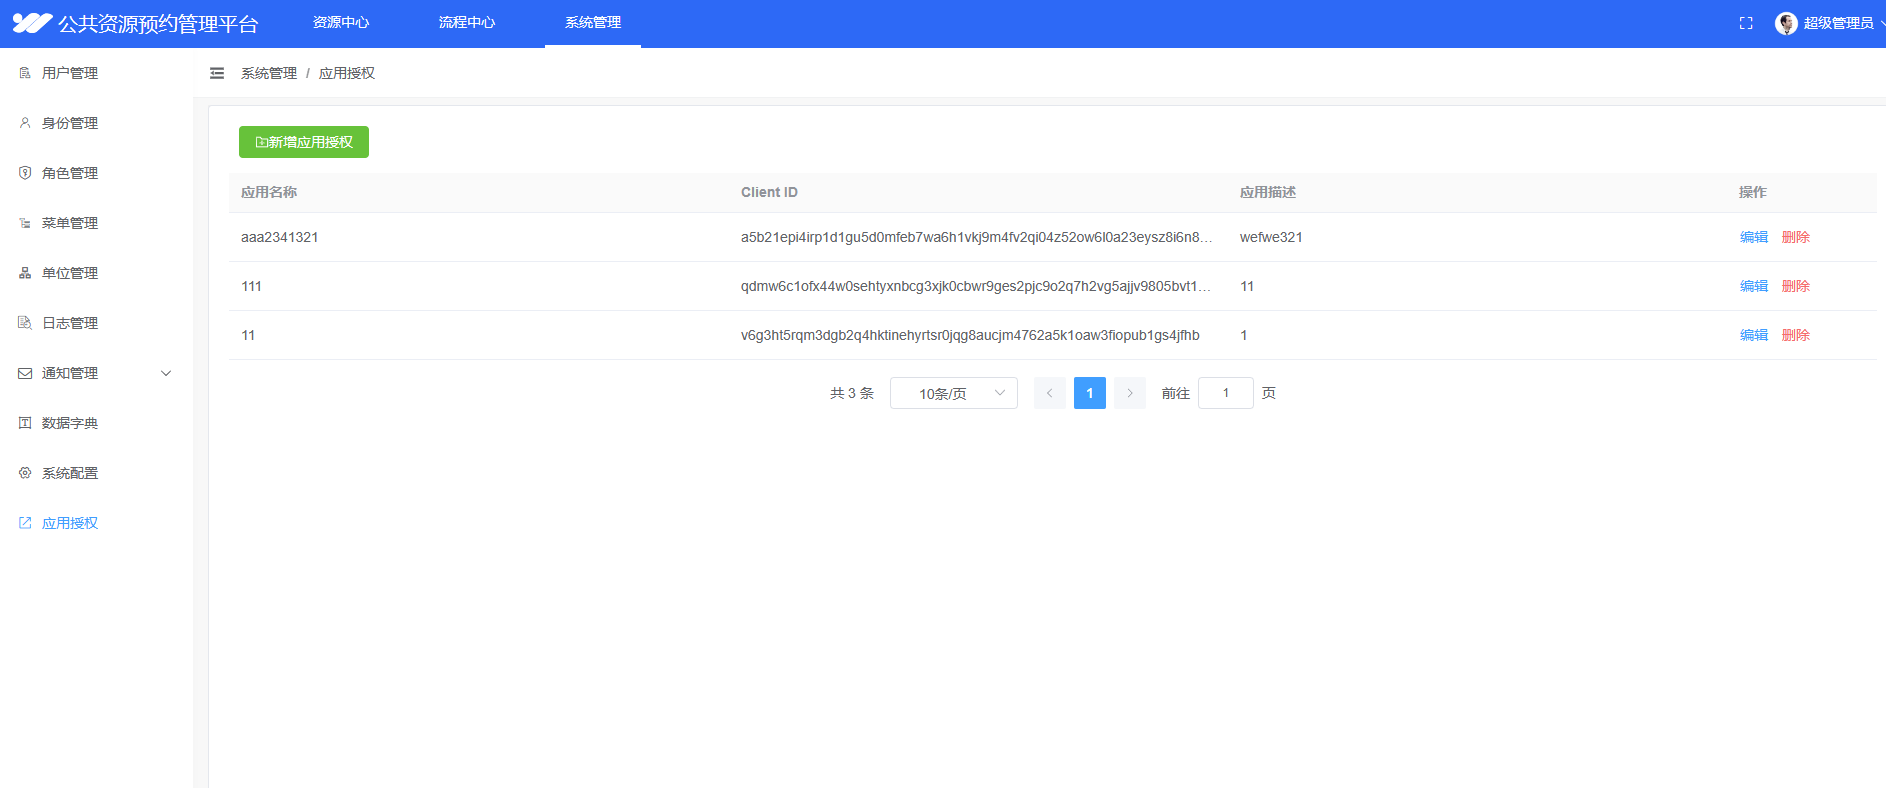 公共资源预约管理平台
资源中心
流程中心
系统管理
超级管理员
用户管理
身份管理
角色管理
菜单管理
单位管理
日志管理
通知管理
数据字典
系统配置
应用授权
系统管理 / 应用授权
新增应用授权
应用名称 Client ID 应用描述 操作
aaa2341321 a5b21epi4irp1d1gu5d0mfeb7wa6h1vkj9m4fv2qi04z52ow6l0a23eysz8i6n8... wefwe321 编辑 删除
111 qdmw6c1ofx44w0sehtyxnbcg3xjk0cbwr9ges2pjc9o2q7h2vg5ajjv9805bvt1... 11 编辑 删除
11 v6g3ht5rqm3dgb2q4hktinehyrtsr0jqg8aucjm4762a5k1oaw3fiopub1gs4jfhb 1 编辑 删除
共 3 条 10条/页 1 前往 1 页